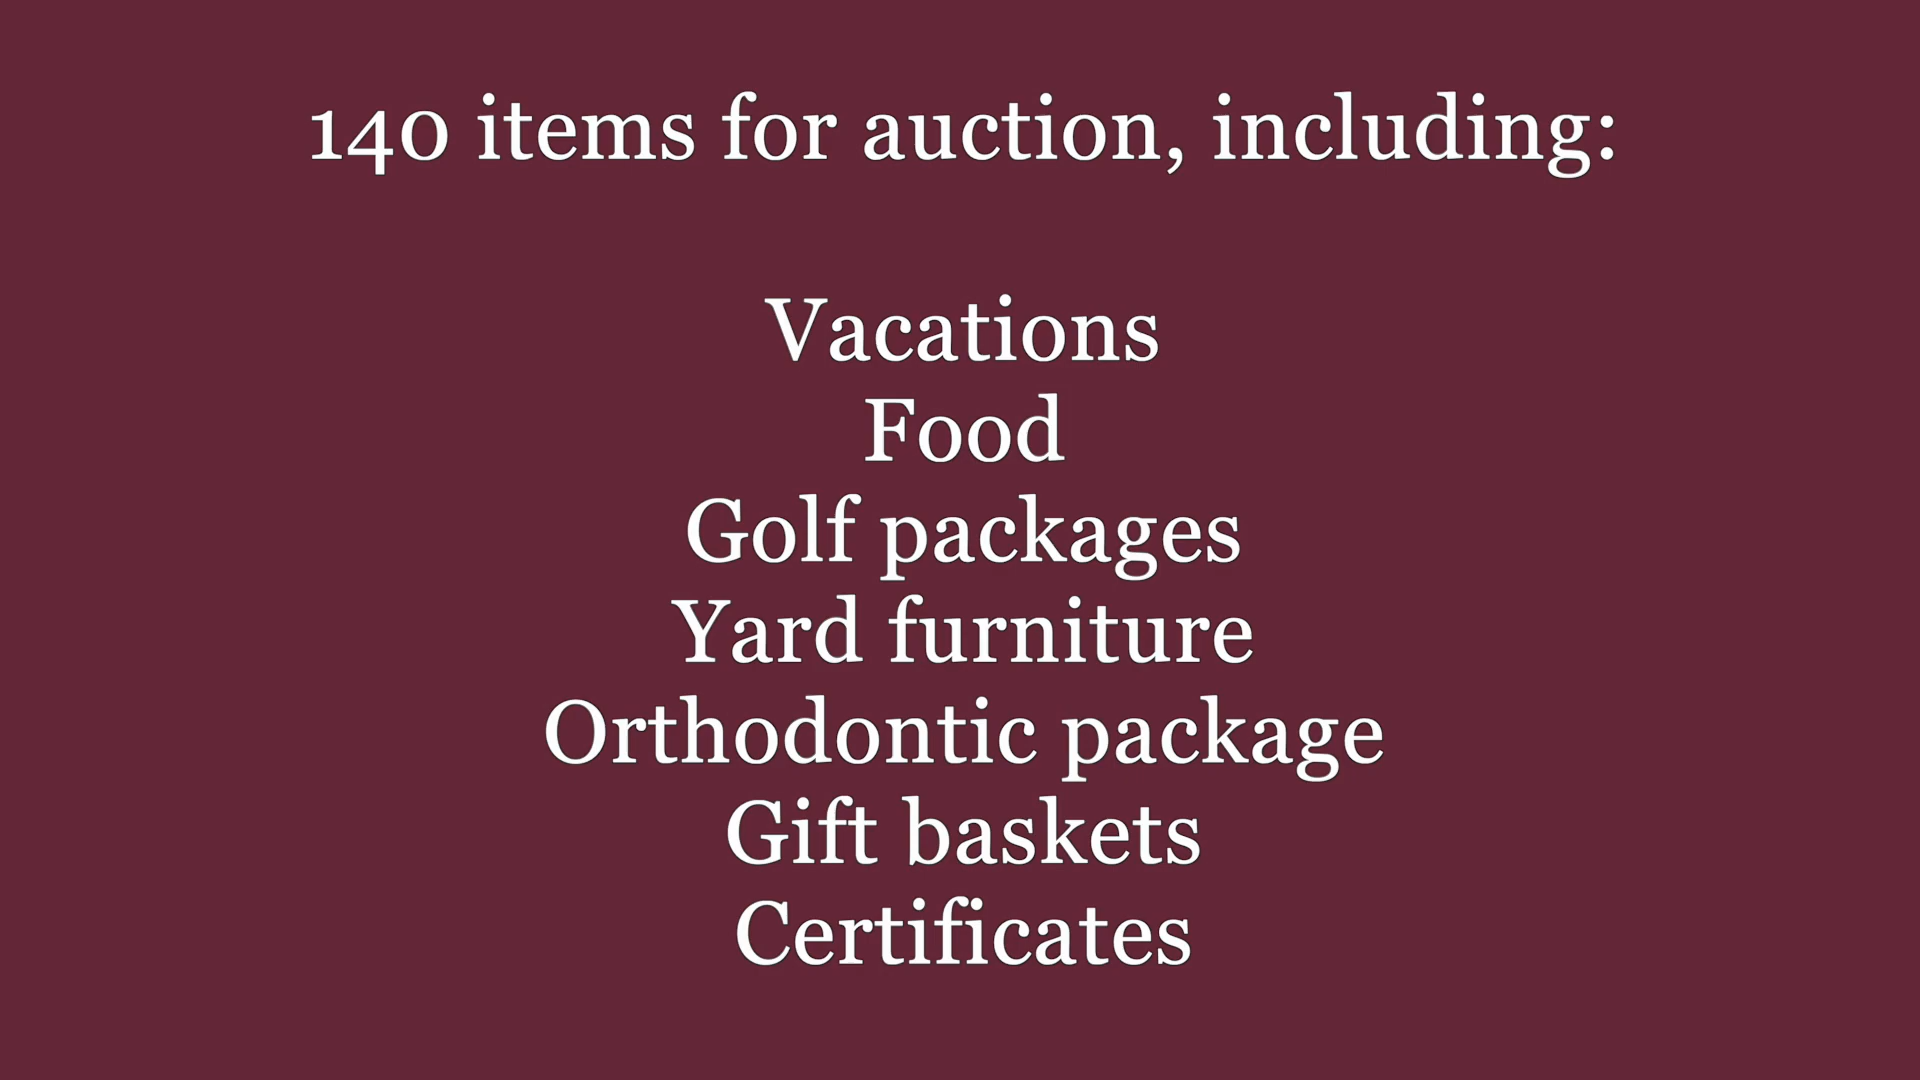 140 items for auction, including:
Vacations
Food
Golf packages
Yard furniture
Orthodontic package
Gift baskets
Certificates